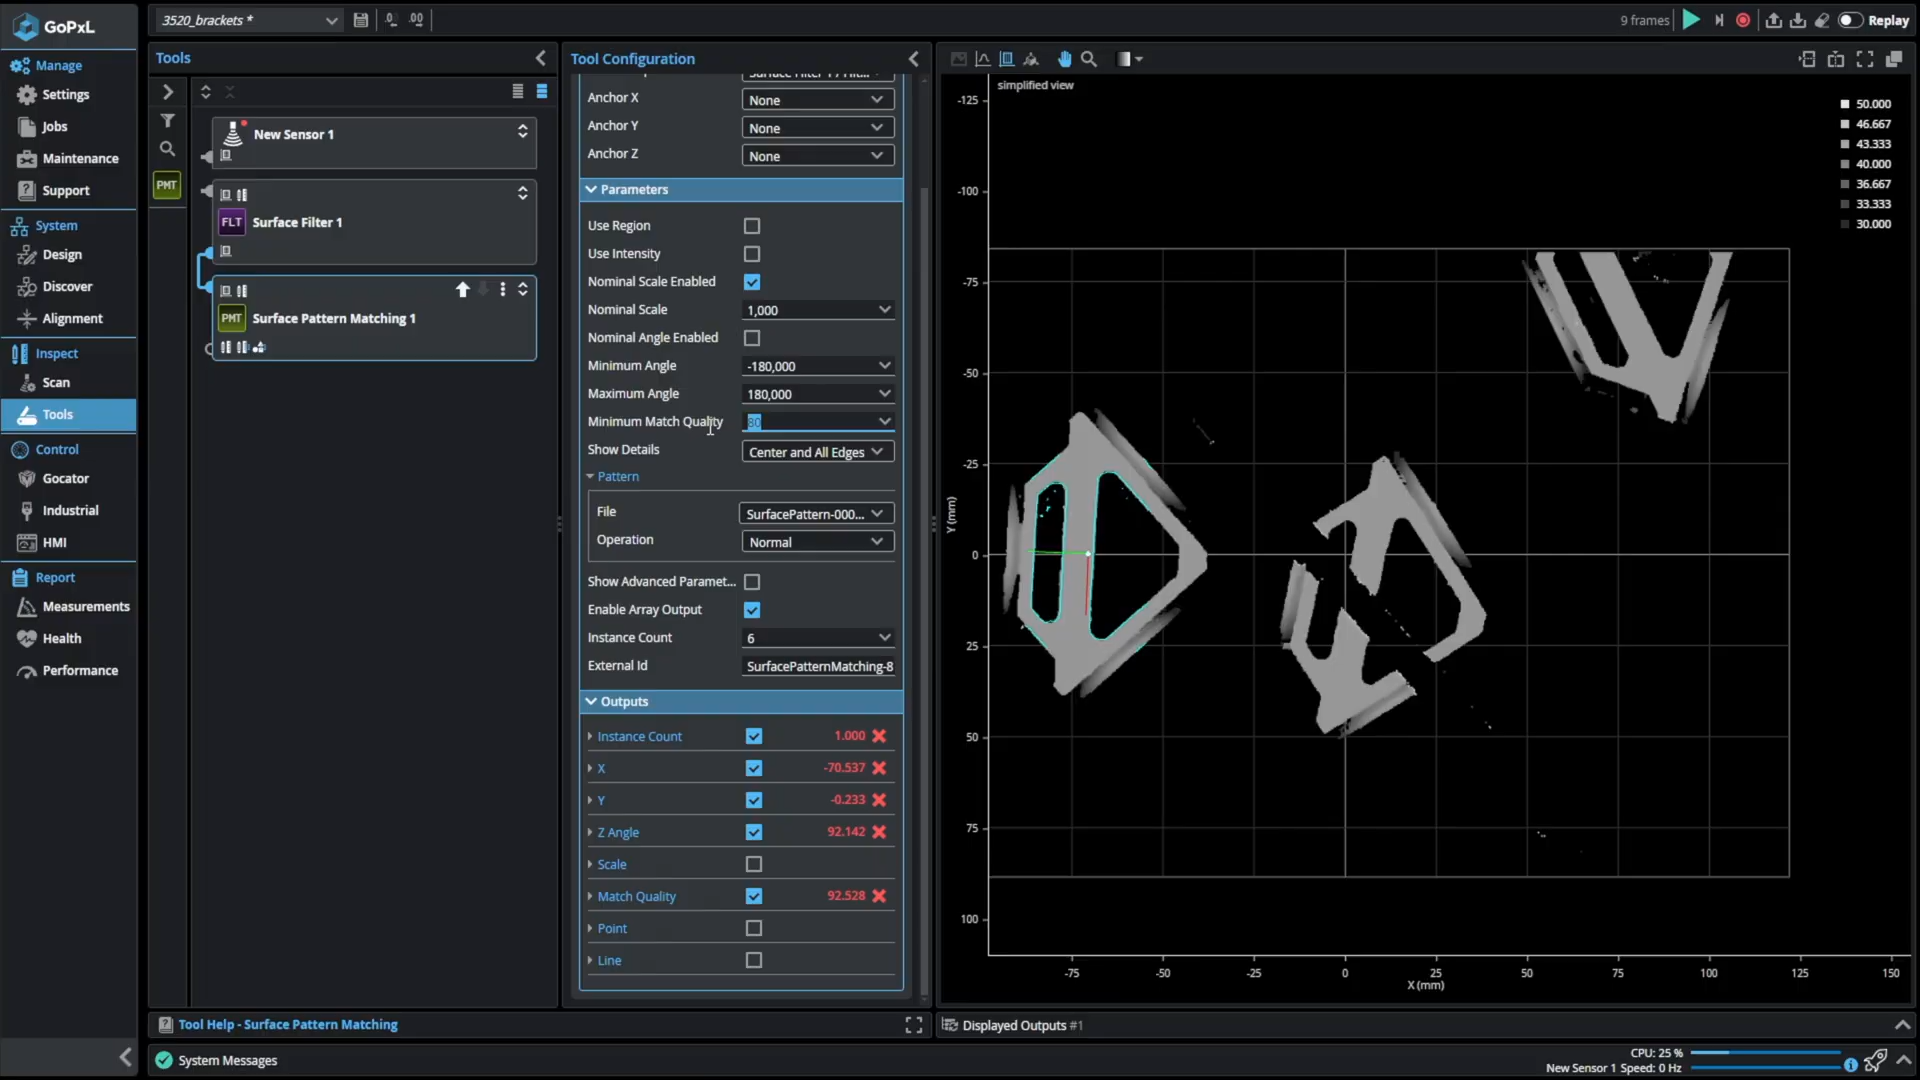 GoPxL
3520_brackets *
9 frames
Replay
Manage
Settings
Jobs
Maintenance
Support
System
Design
Discover
Alignment
Inspect
Scan
Tools
Control
Gocator
Industrial
HMI
Report
Measurements
Health
Performance
Tools
PMT
New Sensor 1
FLT
Surface Filter 1
PMT
Surface Pattern Matching 1
Tool Configuration
Anchor X
None
Anchor Y
None
Anchor Z
None
Parameters
Use Region
Use Intensity
Nominal Scale Enabled
Nominal Scale
1,000
Nominal Angle Enabled
Minimum Angle
-180,000
Maximum Angle
180,000
Minimum Match Quality
80
Show Details
Center and All Edges
Pattern
File
SurfacePattern-000...
Operation
Normal
Show Advanced Paramet...
Enable Array Output
Instance Count
6
External Id
SurfacePatternMatching-8
Outputs
Instance Count
1.000
X
-70.537
Y
-0.233
Z Angle
92.142
Scale
Match Quality
92.528
Point
Line
simplified view
50.000
46.667
43.333
40.000
36.667
33.333
30.000
-125
-100
-75
-50
-25
0
25
50
75
100
Y (mm)
-75
-50
-25
0
25
50
75
100
125
150
X (mm)
Tool Help - Surface Pattern Matching
Displayed Outputs #1
System Messages
CPU: 25 %
New Sensor 1 Speed: 0 Hz